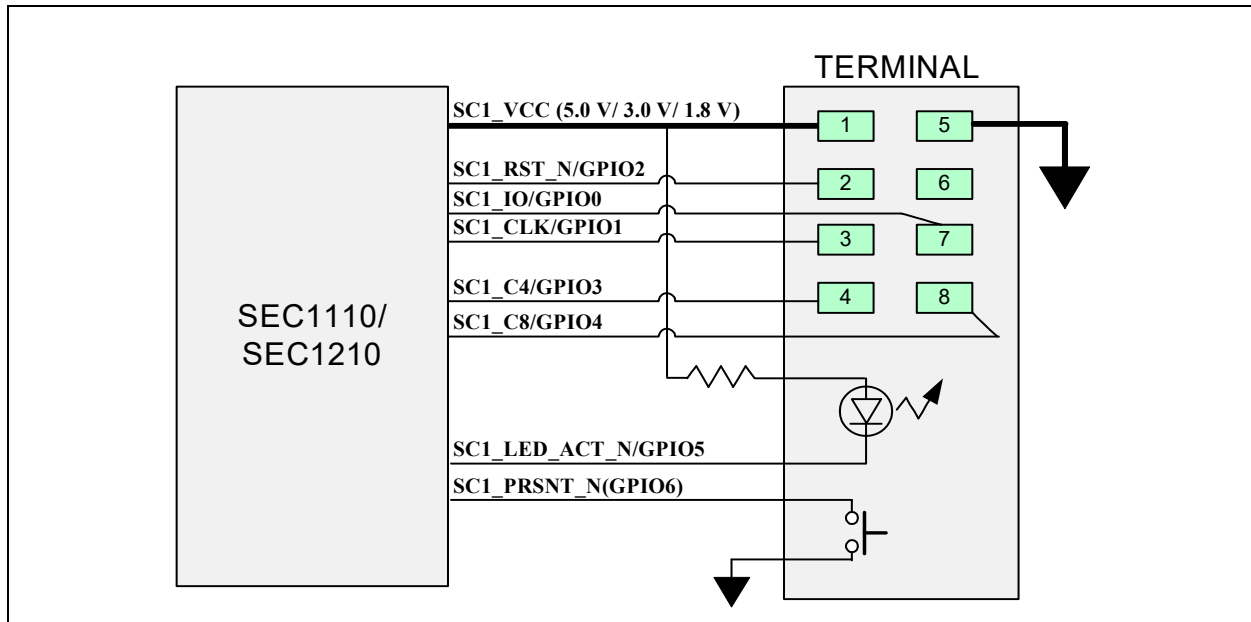 TERMINAL
SC1_VCC (5.0 V/ 3.0 V/ 1.8 V)
1
5
SC1_RST_N/GPIO2
2
6
SC1_IO/GPIO0
SC1_CLK/GPIO1
3
7
SC1_C4/GPIO3
4
8
SC1_C8/GPIO4
SEC1110/
SEC1210
SC1_LED_ACT_N/GPIO5
SC1_PRSNT_N(GPIO6)